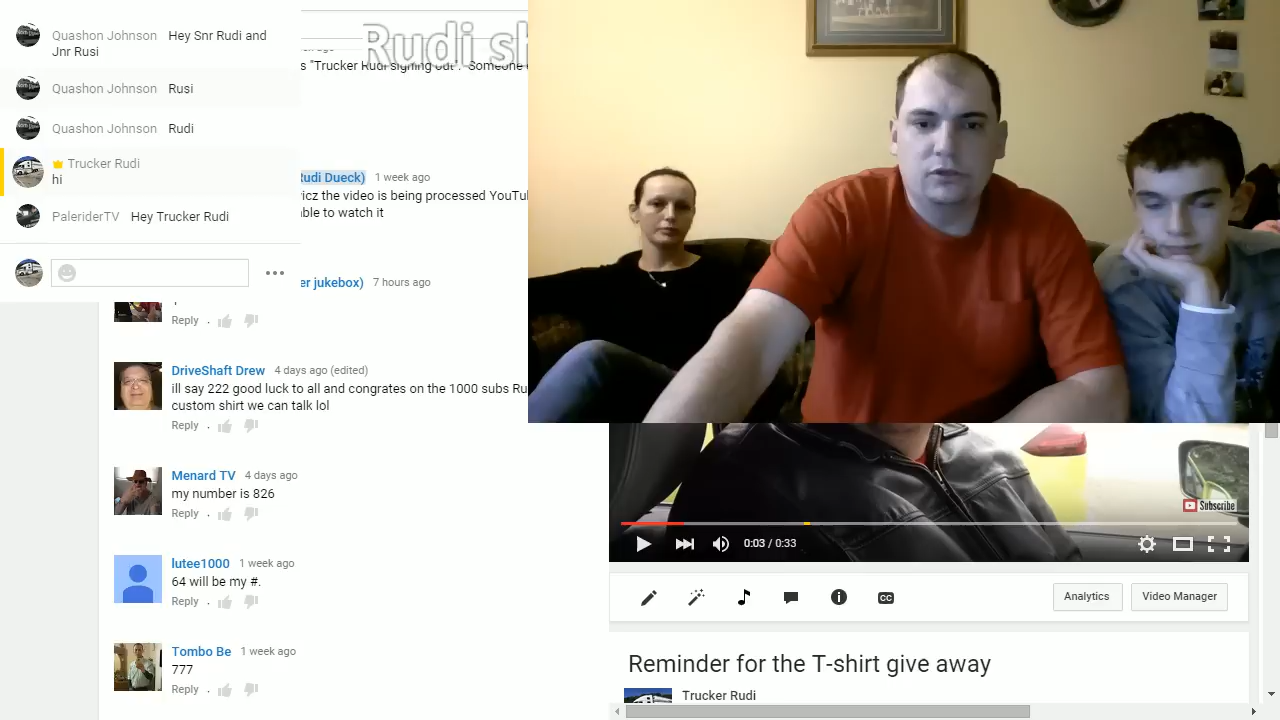 Quashon Johnson Hey Snr Rudi and
Jnr Rusi
Quashon Johnson Rusi
Quashon Johnson Rudi
Trucker Rudi
hi
PaleriderTV Hey Trucker Rudi
Rudi sh
s "Trucker Rudi signing out". Someone
Rudi Dueck) 1 week ago
vicz the video is being processed YouTu
able to watch it
er jukebox) 7 hours ago
Reply
DriveShaft Drew 4 days ago (edited)
ill say 222 good luck to all and congrates on the 1000 subs Ru
custom shirt we can talk lol
Reply
Menard TV 4 days ago
my number is 826
Reply
lutee1000 1 week ago
64 will be my #.
Reply
Tombo Be 1 week ago
777
Reply
Subscribe
0:03 / 0:33
CC
Analytics Video Manager
Reminder for the T-shirt give away
Trucker Rudi